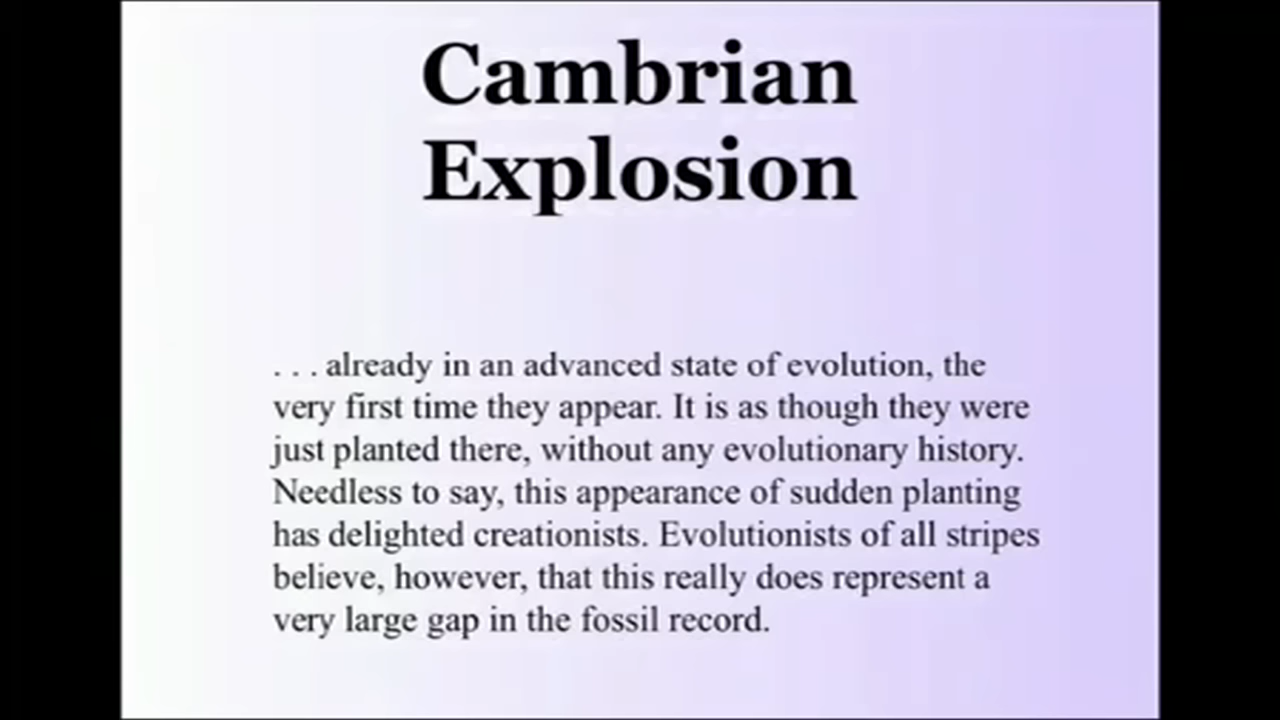 Cambrian
Explosion
. . . already in an advanced state of evolution, the
very first time they appear. It is as though they were
just planted there, without any evolutionary history.
Needless to say, this appearance of sudden planting
has delighted creationists. Evolutionists of all stripes
believe, however, that this really does represent a
very large gap in the fossil record.